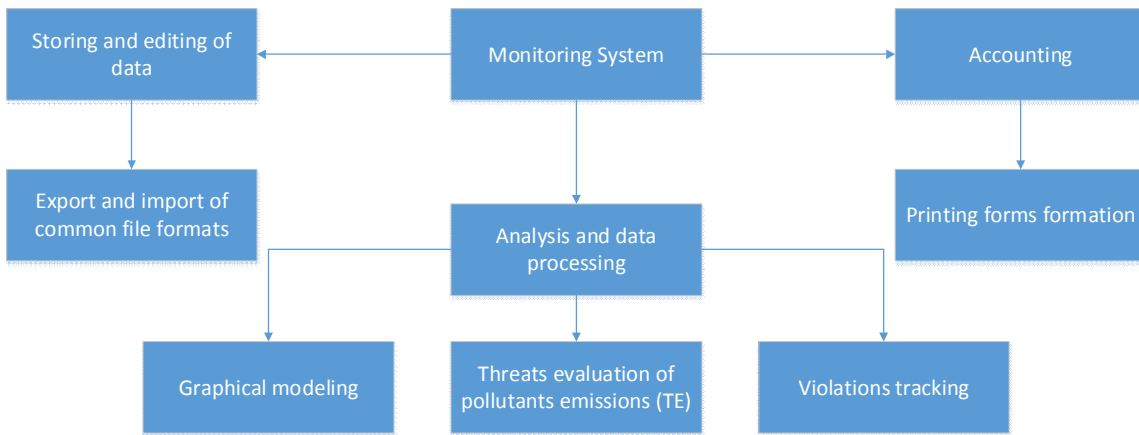 Storing and editing of
data
Monitoring System
Accounting
Export and import of
common file formats
Printing forms formation
Analysis and data
processing
Graphical modeling
Threats evaluation of
pollutants emissions (TE)
Violations tracking